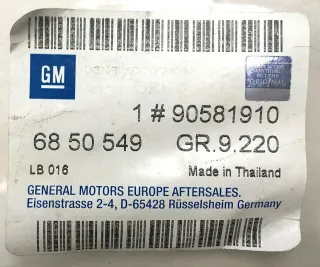 GM
ORIGINAL
1 # 90581910
68 50 549 GR.9.220
LB 016 Made in Thailand
GENERAL MOTORS EUROPE AFTERSALES.
Eisenstrasse 2-4, D-65428 Rüsselsheim Germany